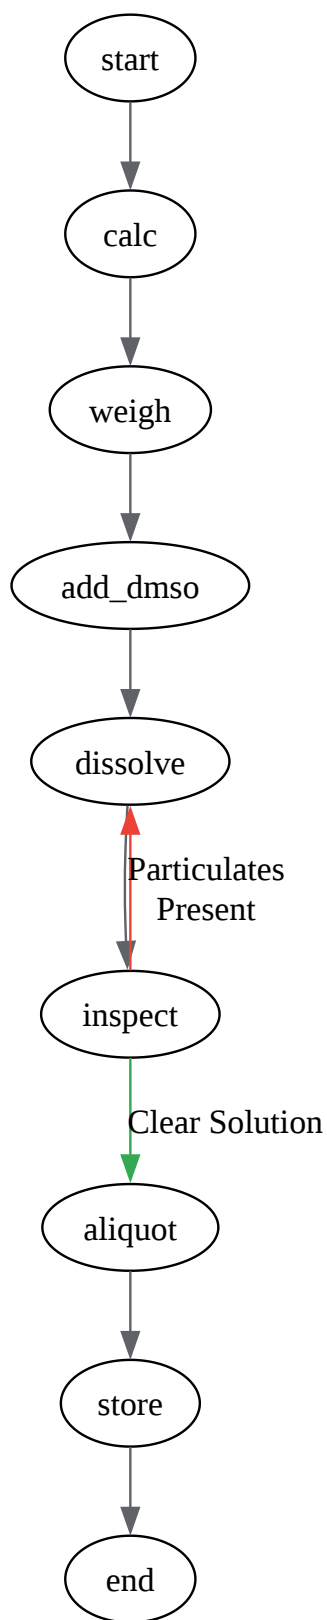 start
calc
weigh
add_dmso
dissolve
Particulates
Present
inspect
Clear Solution
aliquot
store
end